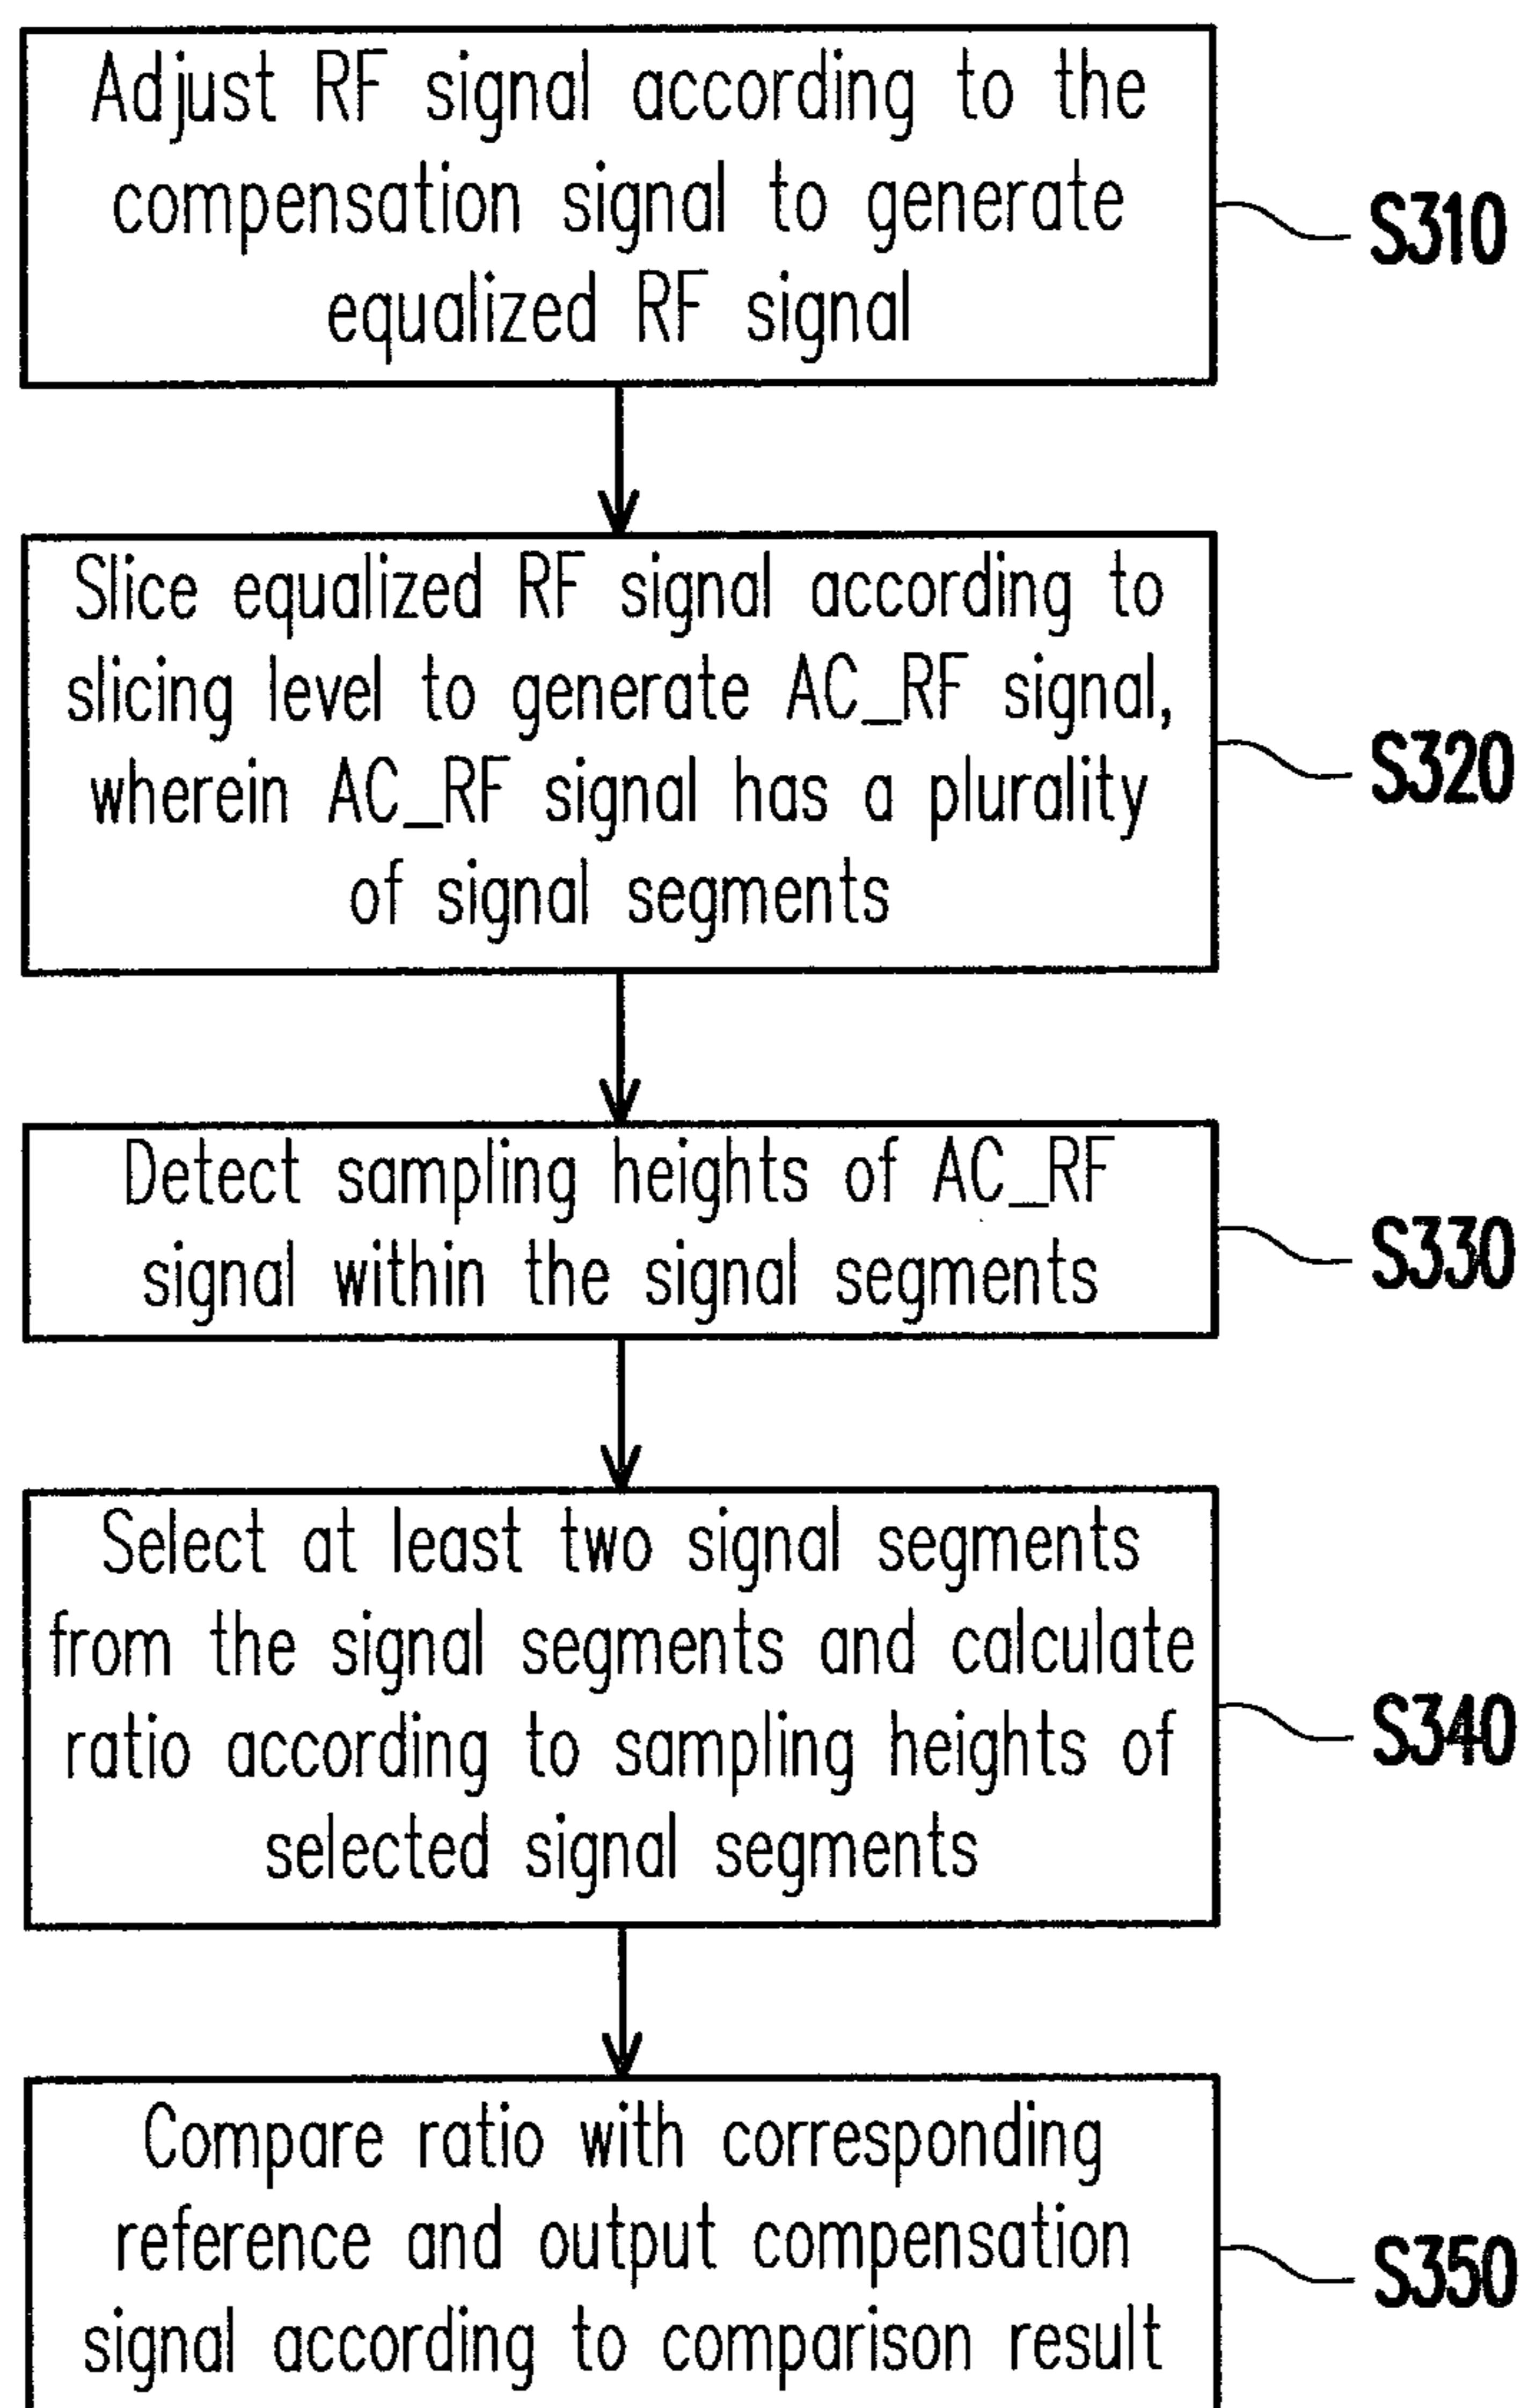 Adjust RF signal according to the
compensation signal to generate
equalized RF signal
S310
Slice equalized RF signal according to
slicing level to generate AC_RF signal,
wherein AC_RF signal has a plurality
of signal segments
S320
Detect sampling heights of AC_RF
signal within the signal segments
S330
Select at least two signal segments
from the signal segments and calculate
ratio according to sampling heights of
selected signal segments
S340
Compare ratio with corresponding
reference and output compensation
signal according to comparison result
S350